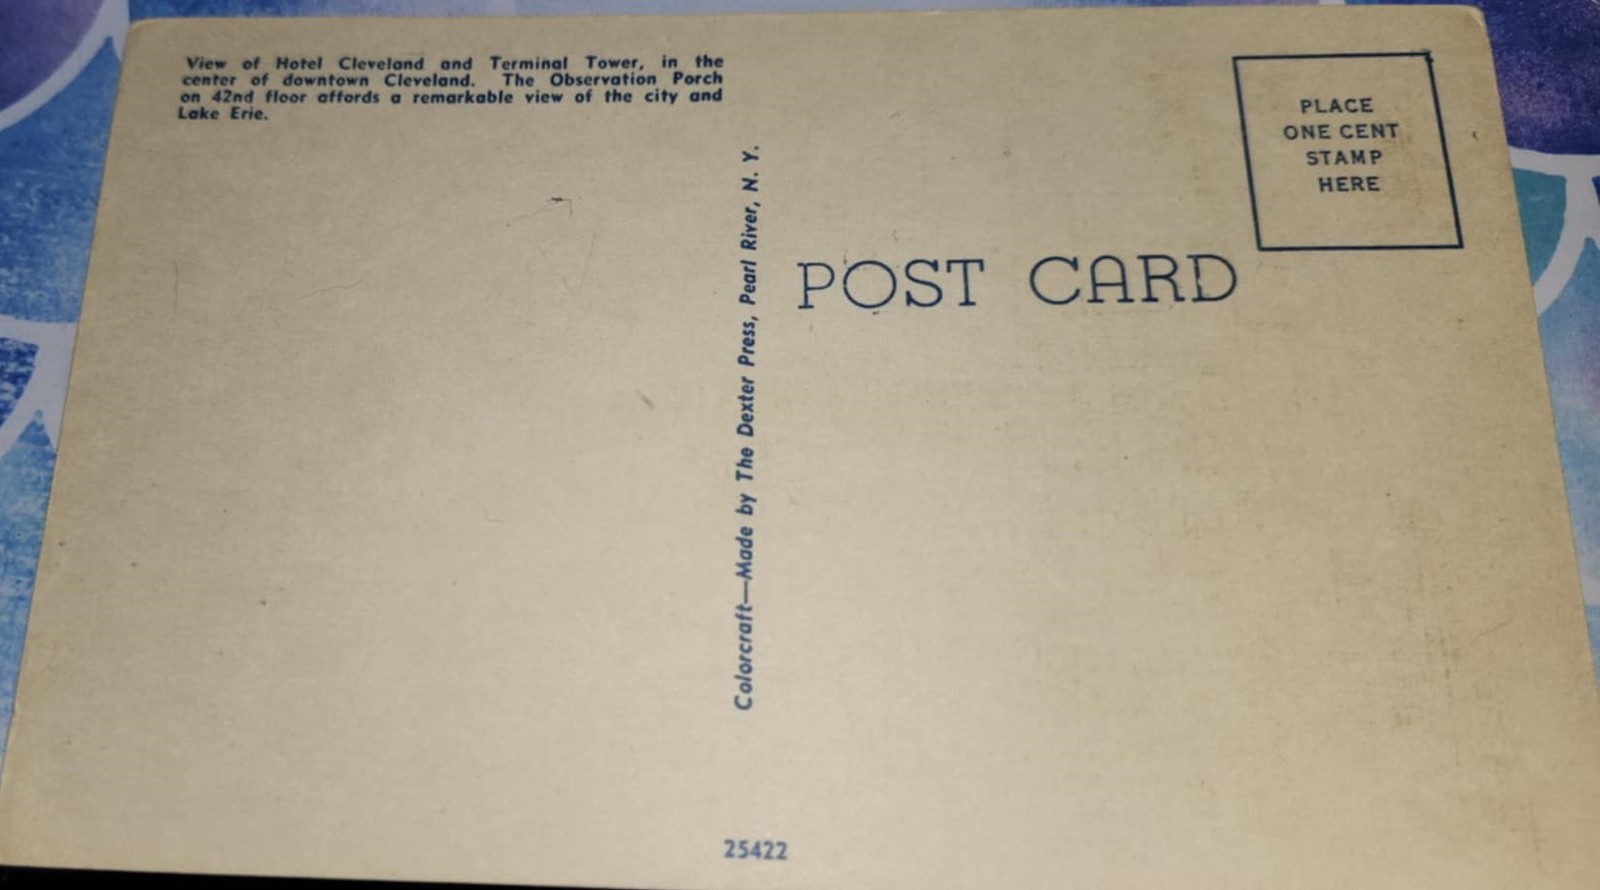 View of Hotel Cleveland and Terminal Tower, in the
center of downtown Cleveland. The Observation Porch
on 42nd floor affords a remarkable view of the city and
Lake Erie.
Colorcraft—Made by The Dexter Press, Pearl River, N. Y.
PLACE
ONE CENT
STAMP
HERE
POST CARD
25422